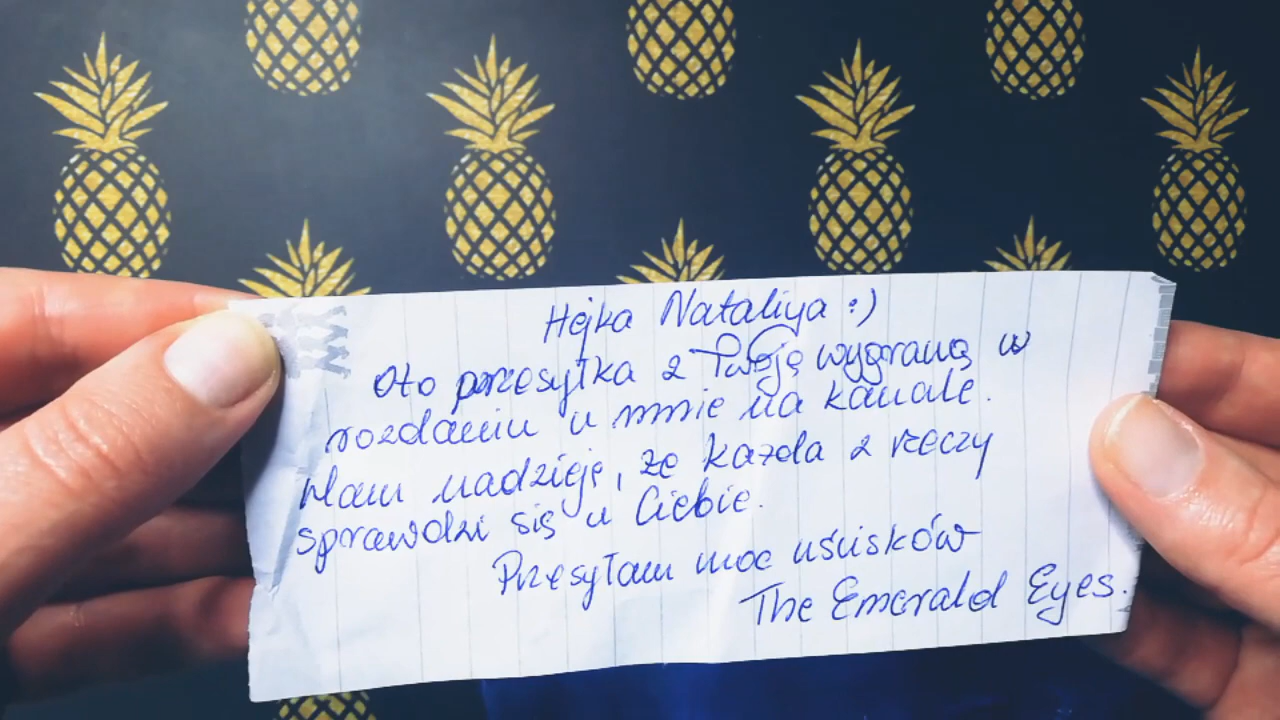 Hejka Nataliya :)
Oto przesyłka z Twoją wygraną w
rozdaniu u mnie na kanale.
Mam nadzieję, że każda z rzeczy
sprawdzi się u Ciebie.
Przesyłam moc uścisków
The Emerald Eyes.